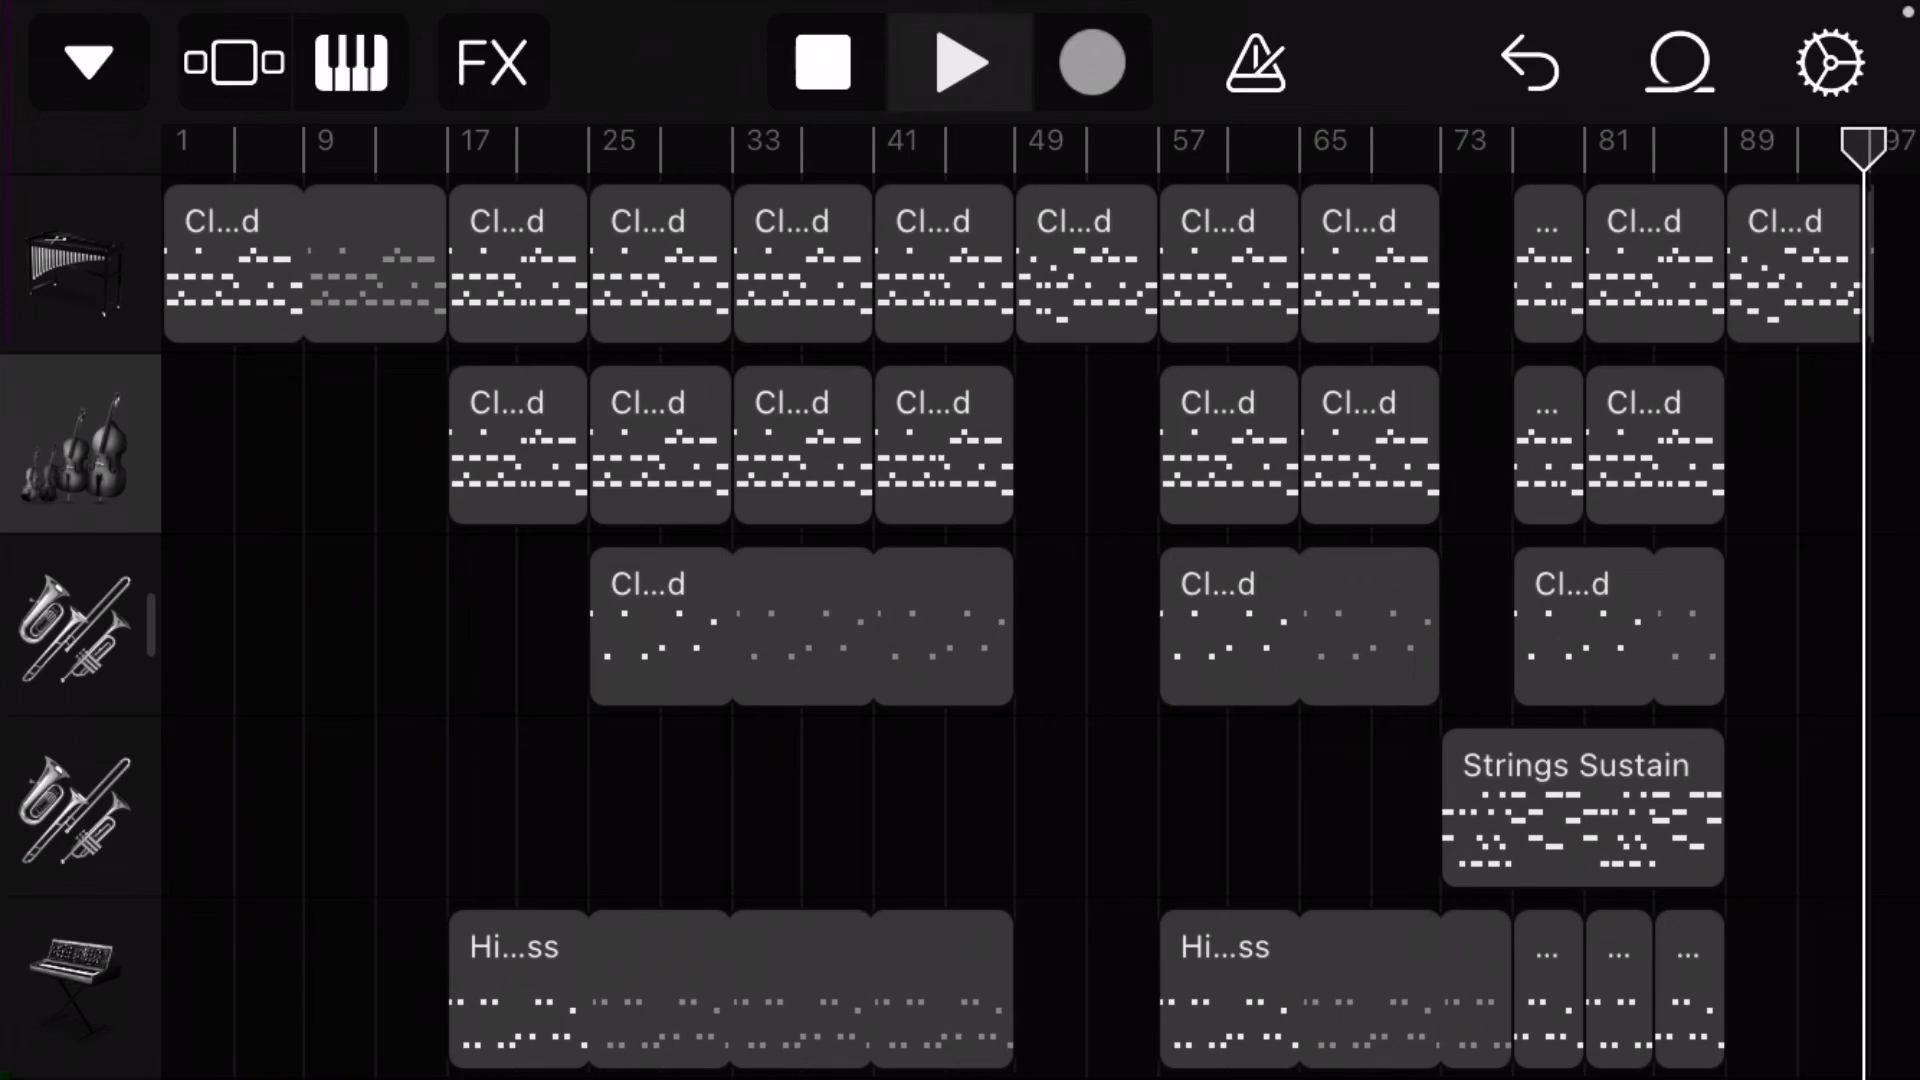 FX
1 9 17 25 33 41 49 57 65 73 81 89 97
Cl...d Cl...d Cl...d Cl...d Cl...d Cl...d Cl...d Cl...d ... Cl...d Cl...d
Cl...d Cl...d Cl...d Cl...d Cl...d Cl...d ... Cl...d
Cl...d Cl...d Cl...d
Strings Sustain
Hi...ss Hi...ss ... ... ...